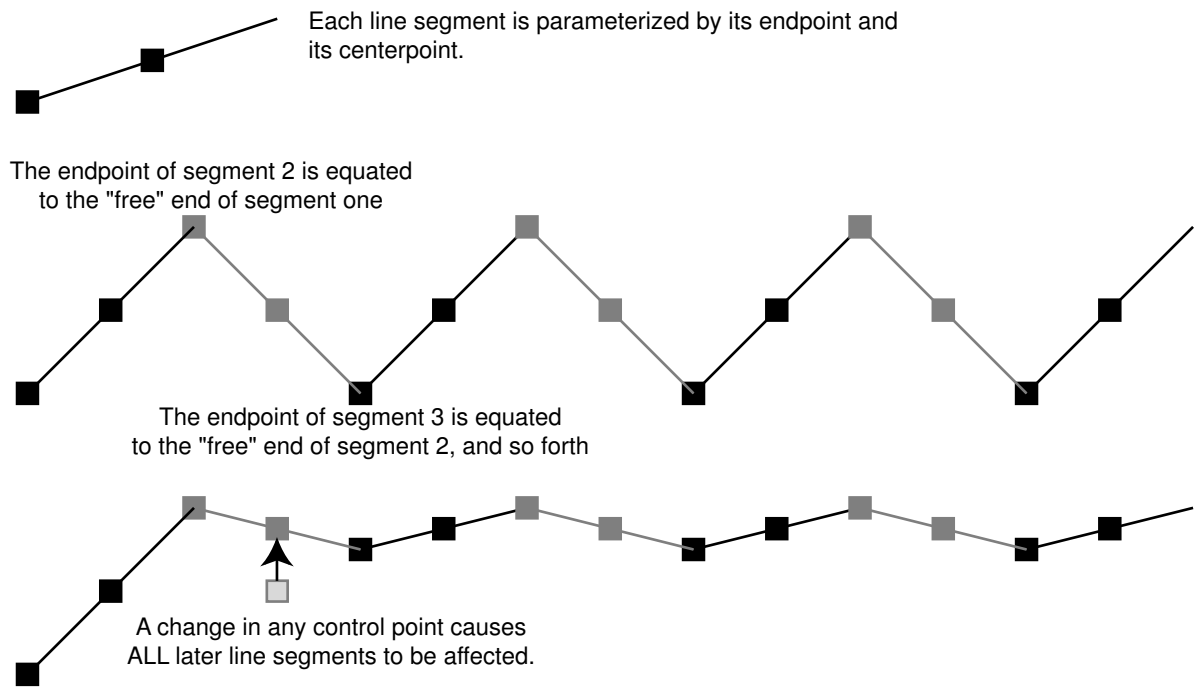 Each line segment is parameterized by its endpoint and
its centerpoint.
The endpoint of segment 2 is equated
to the "free" end of segment one
The endpoint of segment 3 is equated
to the "free" end of segment 2, and so forth
A change in any control point causes
ALL later line segments to be affected.